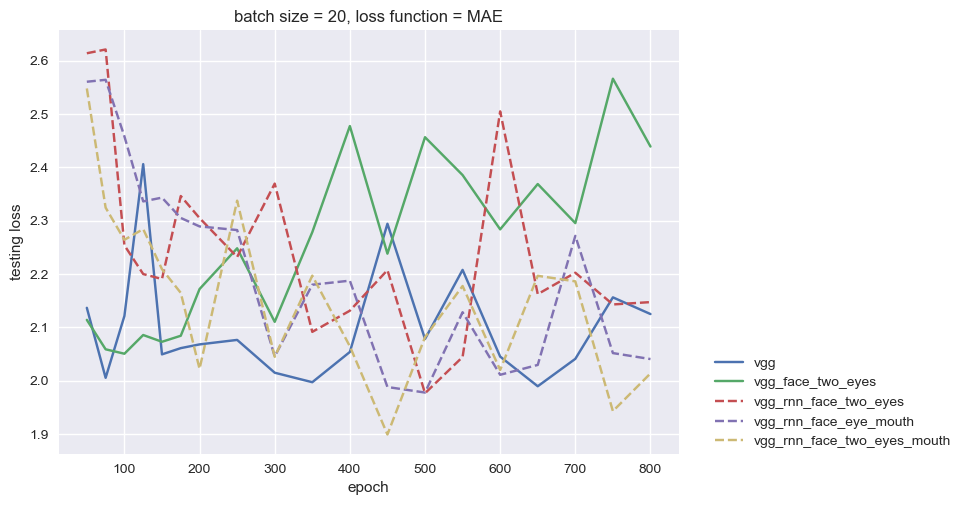 batch size = 20, loss function = MAE
testing loss
2.6
2.5
2.4
2.3
2.2
2.1
2.0
1.9
100 200 300 400 500 600 700 800
epoch
vgg
vgg_face_two_eyes
vgg_rnn_face_two_eyes
vgg_rnn_face_eye_mouth
vgg_rnn_face_two_eyes_mouth